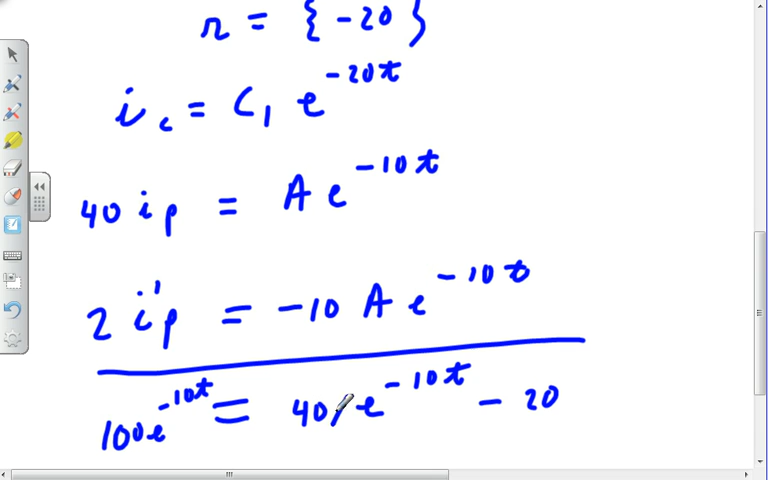 r = {-20}
i_c = C_1 e^{-20t}
40 i_p = A e^{-10t}
2 i'_p = -10 A e^{-10t}
100e^{-10t} = 40 e^{-10t} - 20